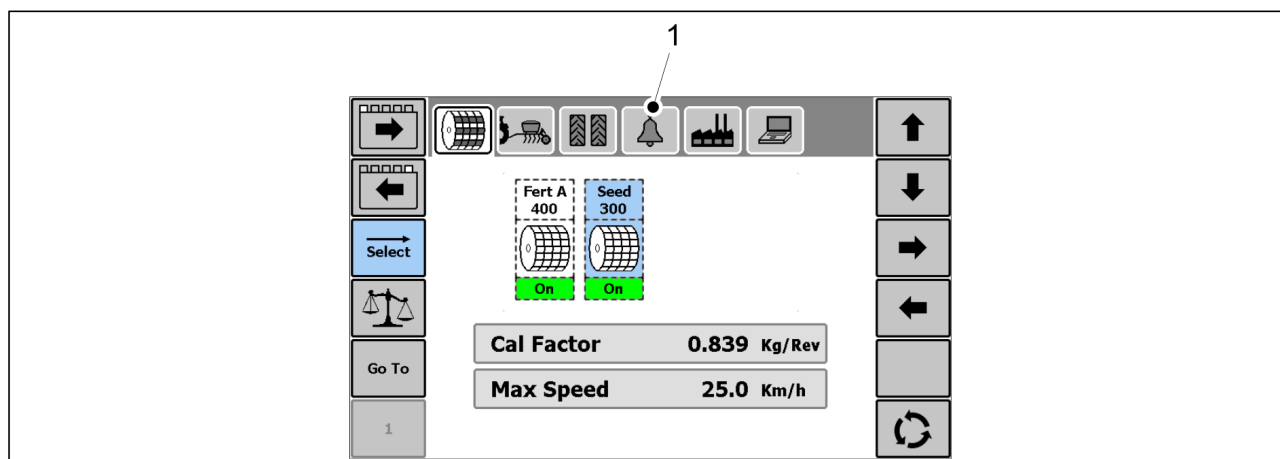 1
Fert A
400
Seed
300
Select
On
On
Cal Factor 0.839 Kg/Rev
Go To
Max Speed 25.0 Km/h
1